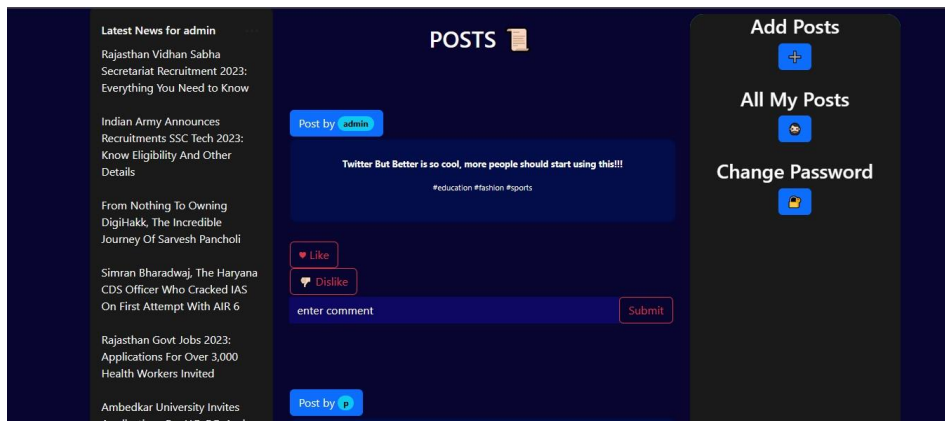 Latest News for admin
Rajasthan Vidhan Sabha
Secretariat Recruitment 2023:
Everything You Need to Know
Indian Army Announces
Recruitments SSC Tech 2023:
Know Eligibility And Other
Details
From Nothing To Owning
DigiHakk, The Incredible
Journey Of Sarvesh Pancholi
Simran Bharadwaj, The Haryana
CDS Officer Who Cracked IAS
On First Attempt With AIR 6
Rajasthan Govt Jobs 2023:
Applications For Over 3,000
Health Workers Invited
Ambedkar University Invites
POSTS
Post by admin
Twitter But Better is so cool, more people should start using this!!!
#education #fashion #sports
Like
Dislike
enter comment
Submit
Post by p
Add Posts
All My Posts
Change Password